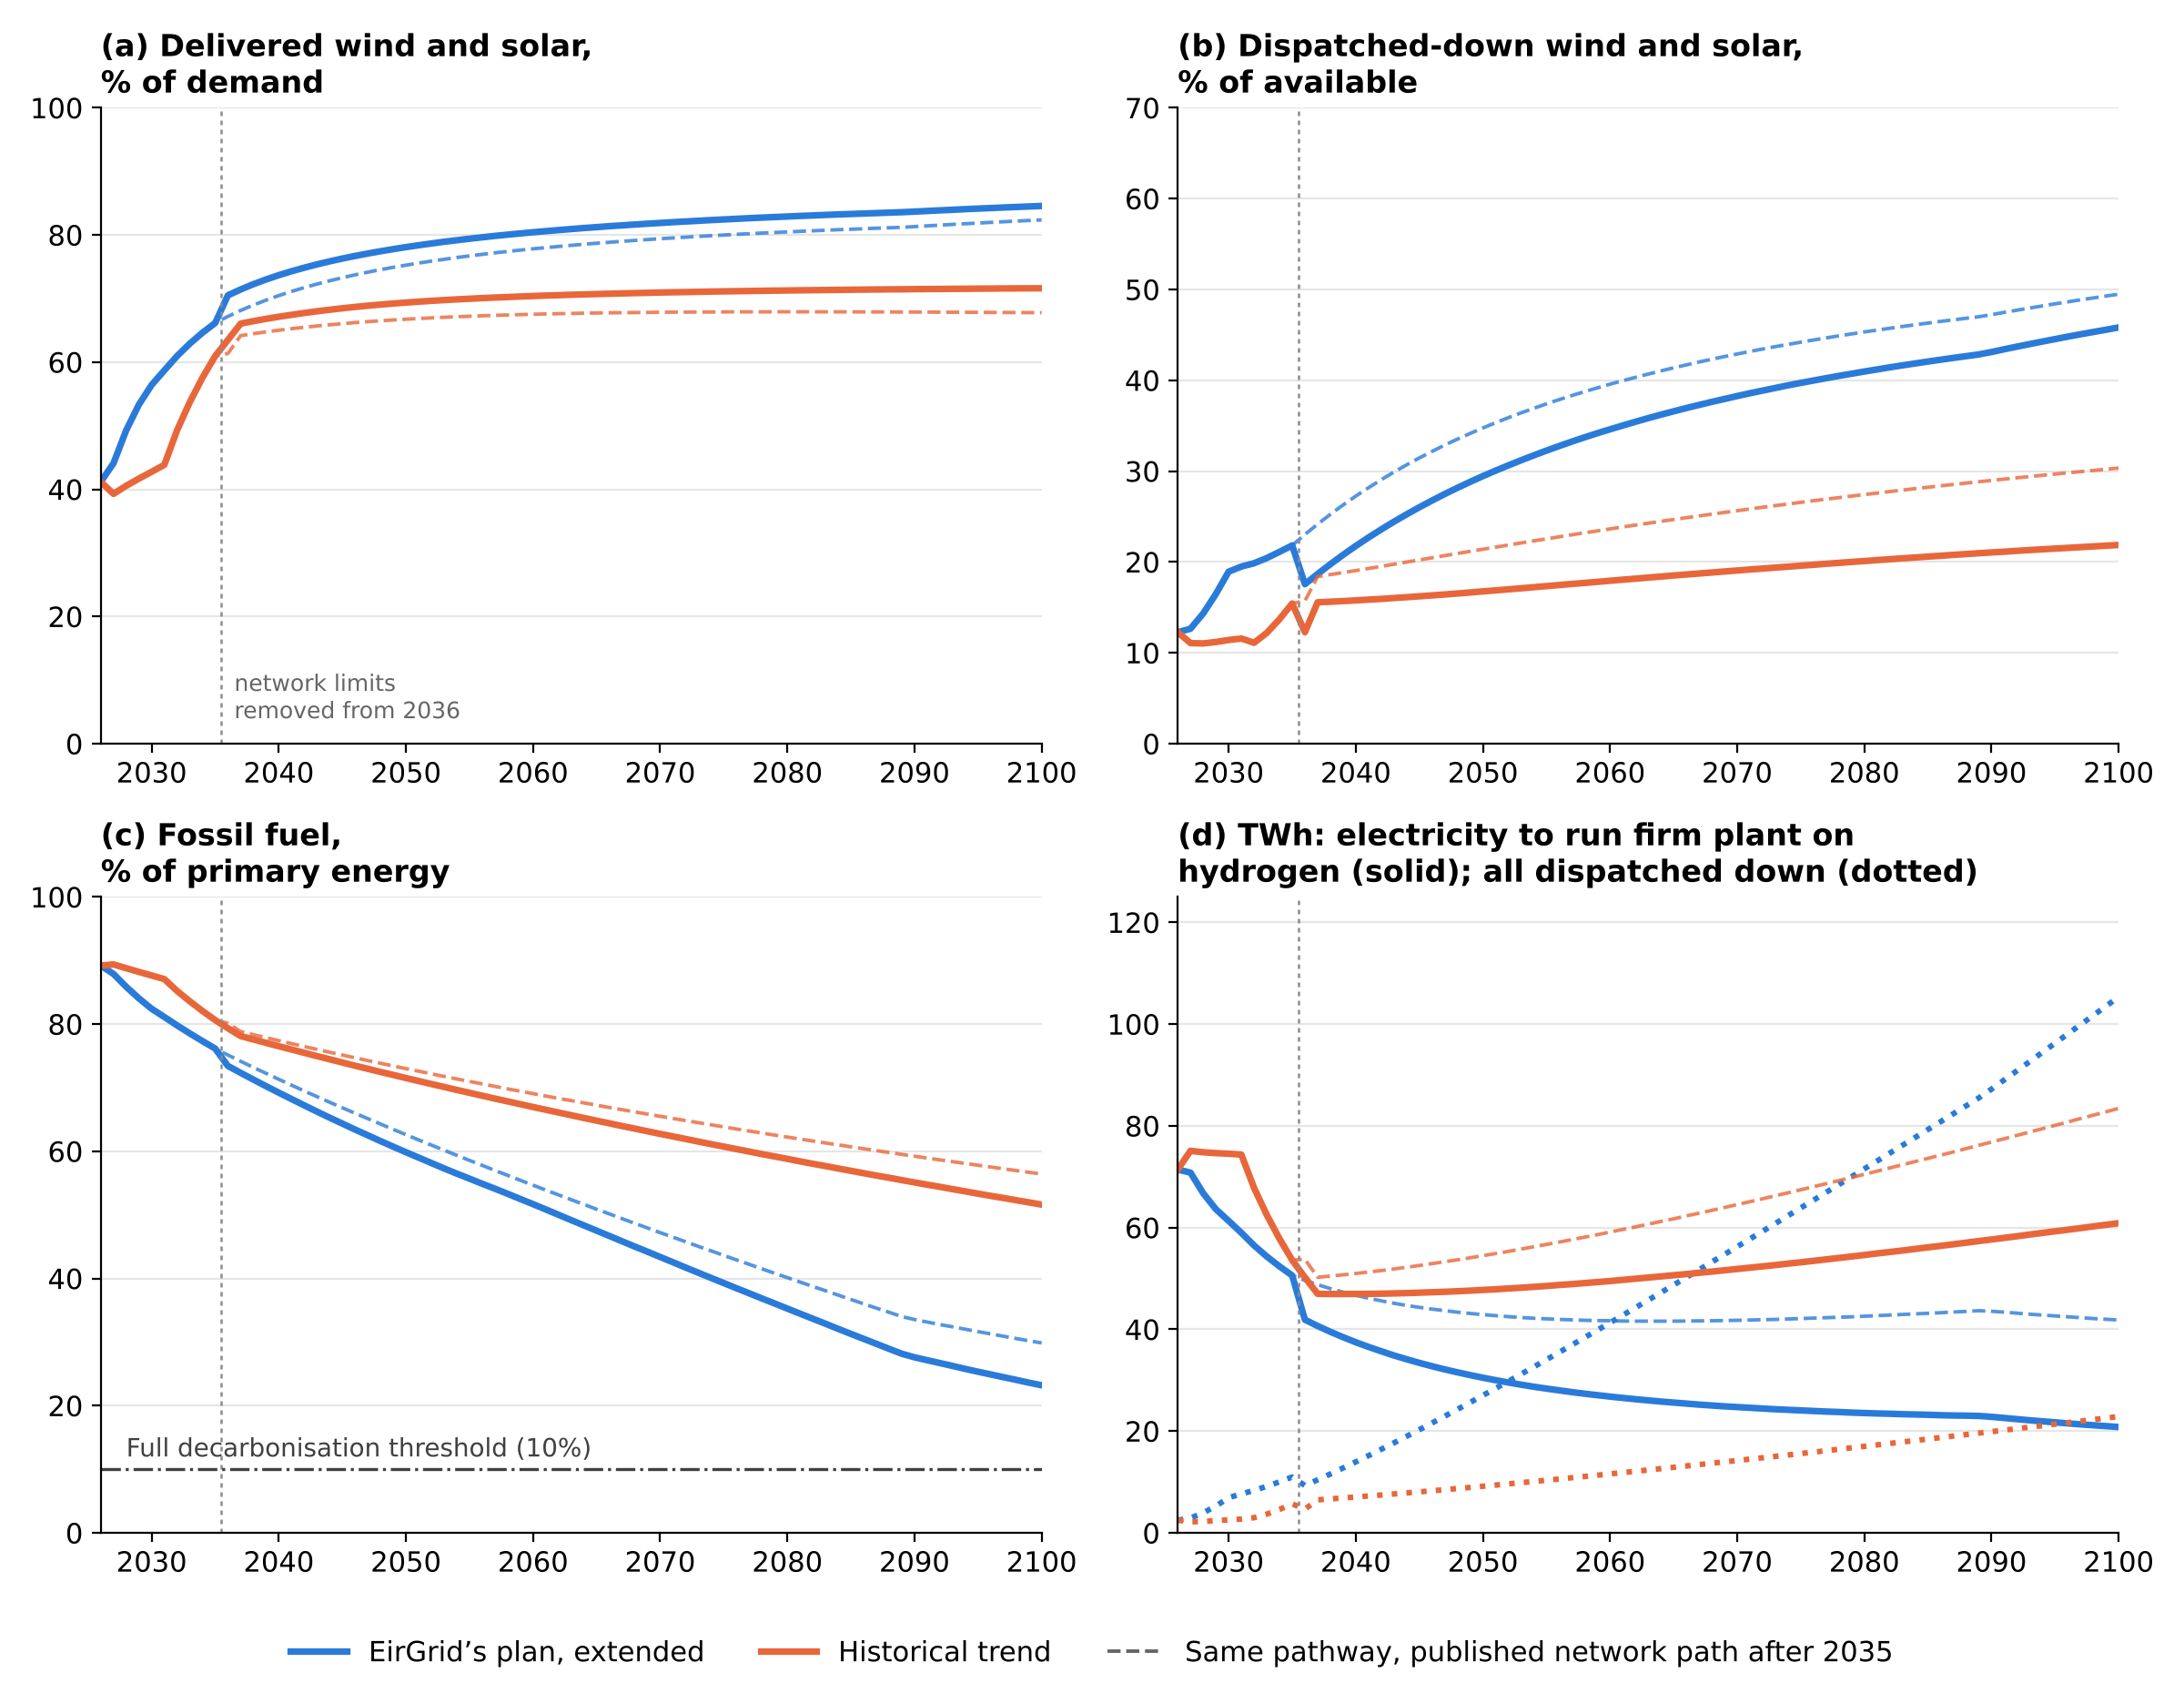 (a) Delivered wind and solar,
% of demand
100
80
60
40
20
0
network limits
removed from 2036
2030 2040 2050 2060 2070 2080 2090 2100
(b) Dispatched-down wind and solar,
% of available
70
60
50
40
30
20
10
0
2030 2040 2050 2060 2070 2080 2090 2100
(c) Fossil fuel,
% of primary energy
100
80
60
40
20
0
Full decarbonisation threshold (10%)
2030 2040 2050 2060 2070 2080 2090 2100
(d) TWh: electricity to run firm plant on
hydrogen (solid); all dispatched down (dotted)
120
100
80
60
40
20
0
2030 2040 2050 2060 2070 2080 2090 2100
EirGrid’s plan, extended
Historical trend
Same pathway, published network path after 2035